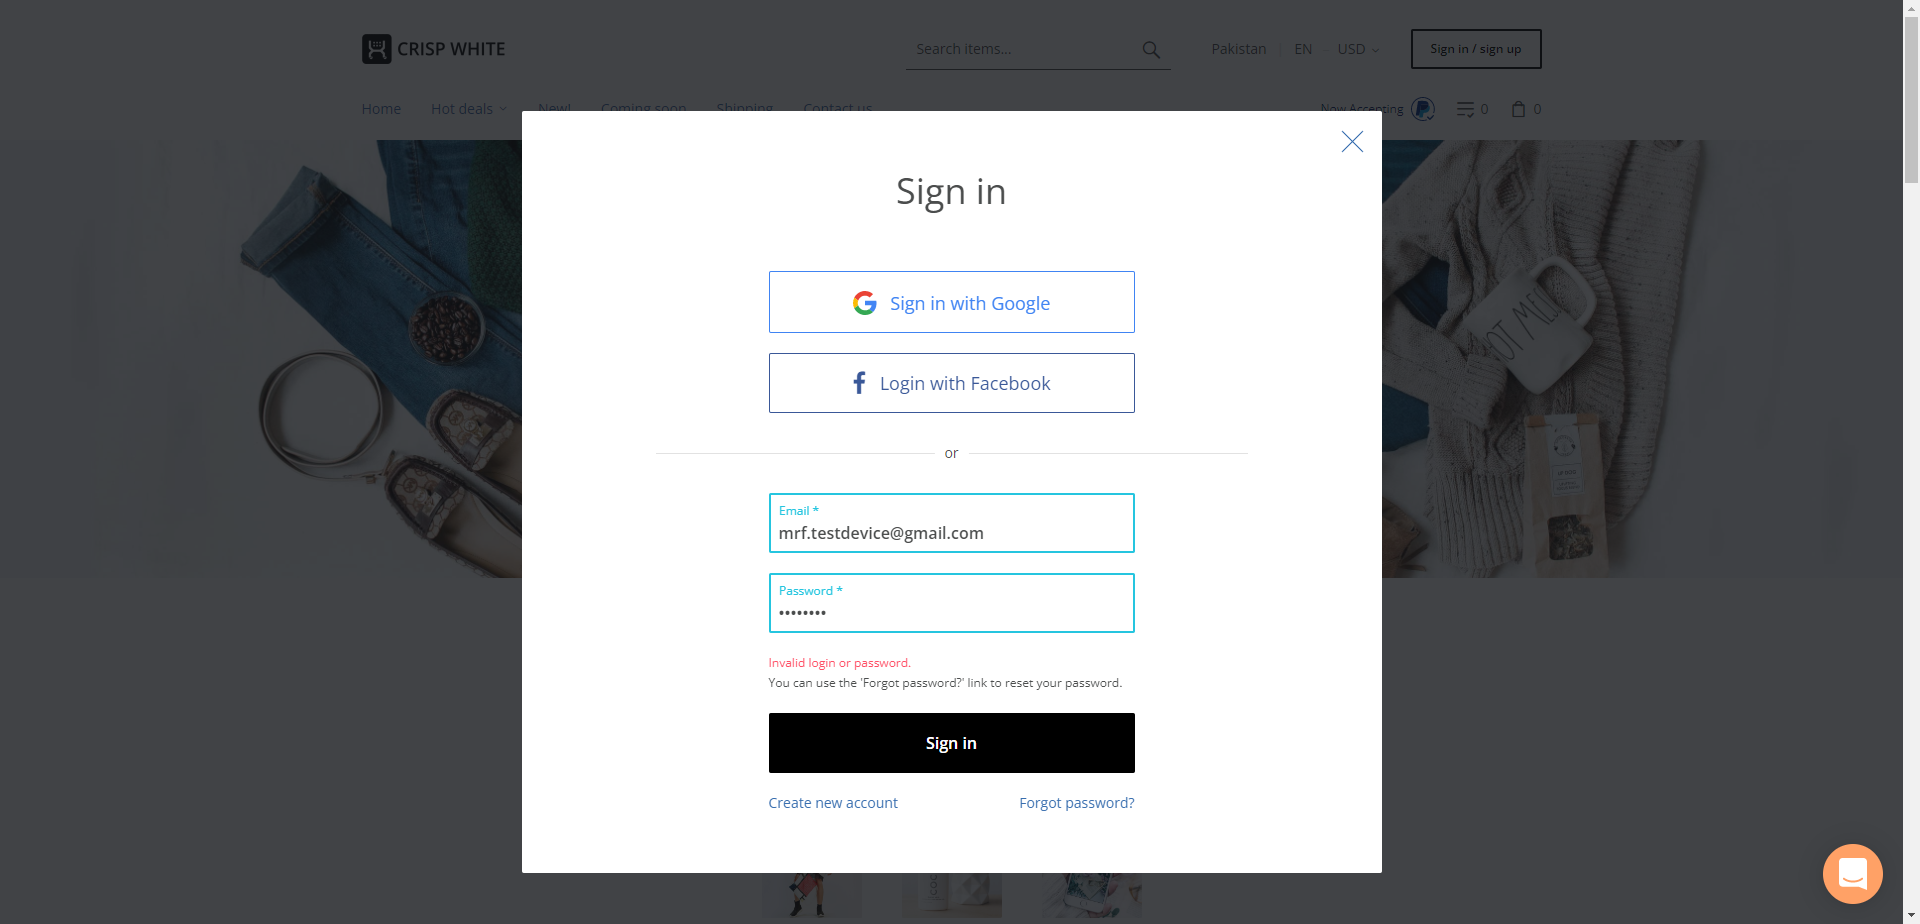 CRISP WHITE
Search items...
Pakistan
EN
USD
Sign in / sign up
Home
Hot deals
New!
Coming soon
Shipping
Contact us
Now Accepting
0
0
Sign in
Sign in with Google
Login with Facebook
or
Email *
mrf.testdevice@gmail.com
Password *
••••••••
Invalid login or password.
You can use the 'Forgot password?' link to reset your password.
Sign in
Create new account
Forgot password?